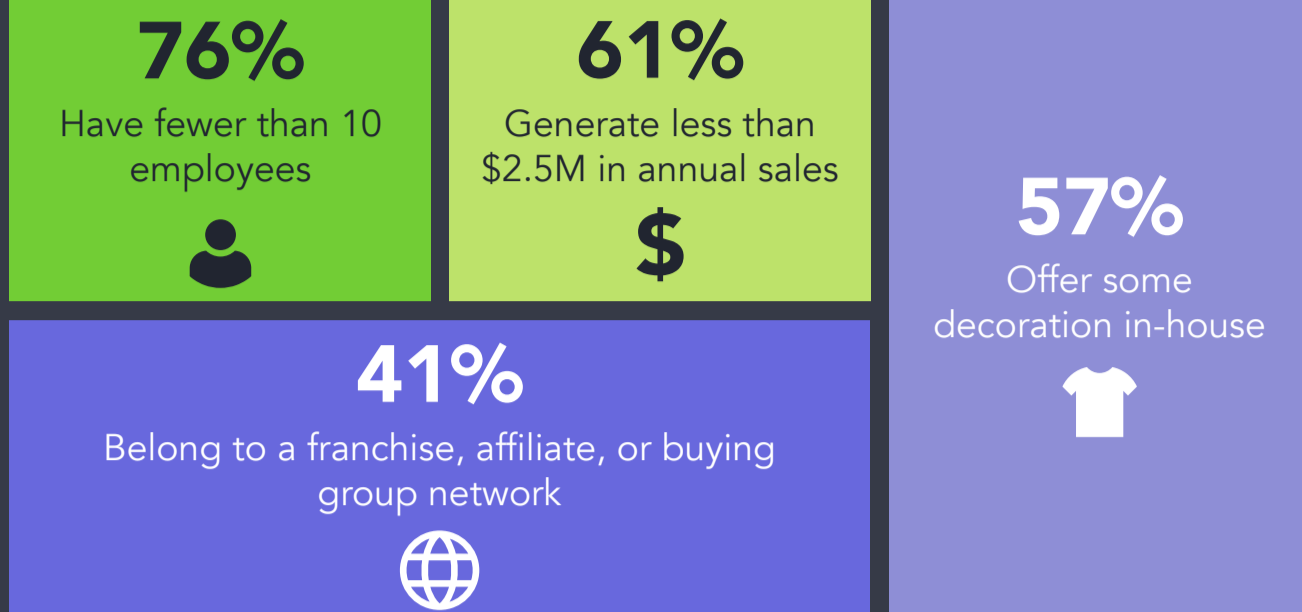 76%
Have fewer than 10
employees
61%
Generate less than
$2.5M in annual sales
$
57%
Offer some
decoration in-house
41%
Belong to a franchise, affiliate, or buying
group network